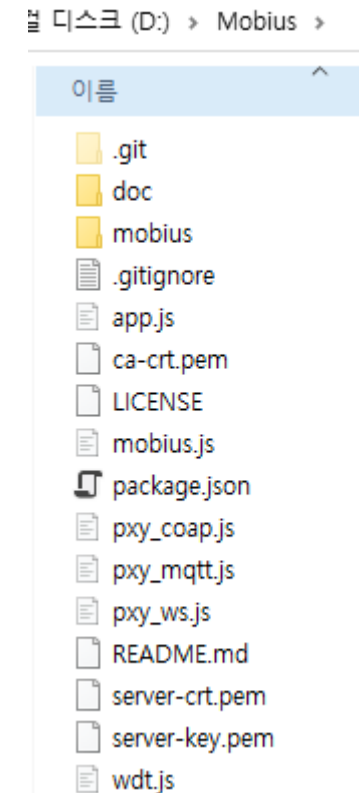 컬 디스크 (D:) > Mobius >
이름
.git
doc
mobius
.gitignore
app.js
ca-crt.pem
LICENSE
mobius.js
package.json
pxy_coap.js
pxy_mqtt.js
pxy_ws.js
README.md
server-crt.pem
server-key.pem
wdt.js